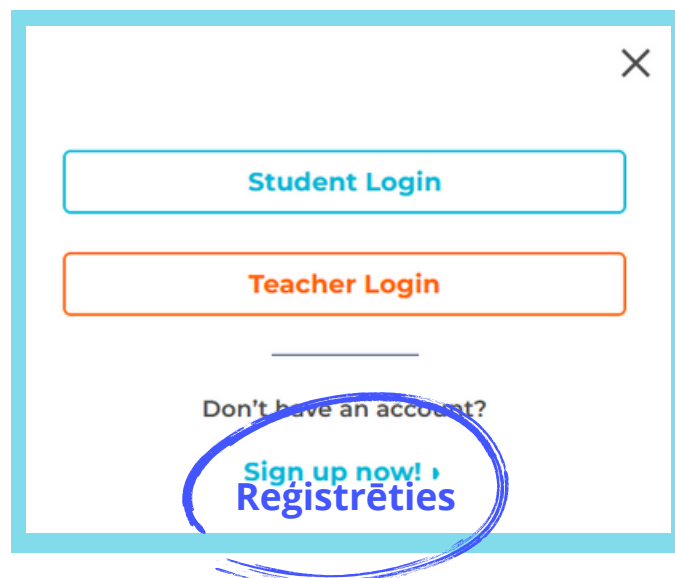 Student Login
Teacher Login
Don't have an account?
Sign up now!
Reģistrēties